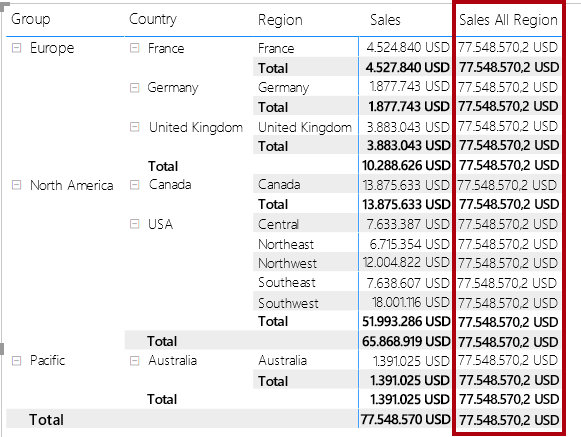 Group Country Region Sales Sales All Region
Europe France France 4.524.840 USD 77.548.570,2 USD
Total 4.527.840 USD 77.548.570,2 USD
Germany Germany 1.877.743 USD 77.548.570,2 USD
Total 1.877.743 USD 77.548.570,2 USD
United Kingdom United Kingdom 3.883.043 USD 77.548.570,2 USD
Total 3.883.043 USD 77.548.570,2 USD
Total 10.288.626 USD 77.548.570,2 USD
North America Canada Canada 13.875.633 USD 77.548.570,2 USD
Total 13.875.633 USD 77.548.570,2 USD
USA Central 7.633.387 USD 77.548.570,2 USD
Northeast 6.715.354 USD 77.548.570,2 USD
Northwest 12.004.822 USD 77.548.570,2 USD
Southeast 7.638.607 USD 77.548.570,2 USD
Southwest 18.001.116 USD 77.548.570,2 USD
Total 51.993.286 USD 77.548.570,2 USD
Total 65.868.919 USD 77.548.570,2 USD
Pacific Australia Australia 1.391.025 USD 77.548.570,2 USD
Total 1.391.025 USD 77.548.570,2 USD
Total 1.391.025 USD 77.548.570,2 USD
Total 77.548.570 USD 77.548.570,2 USD